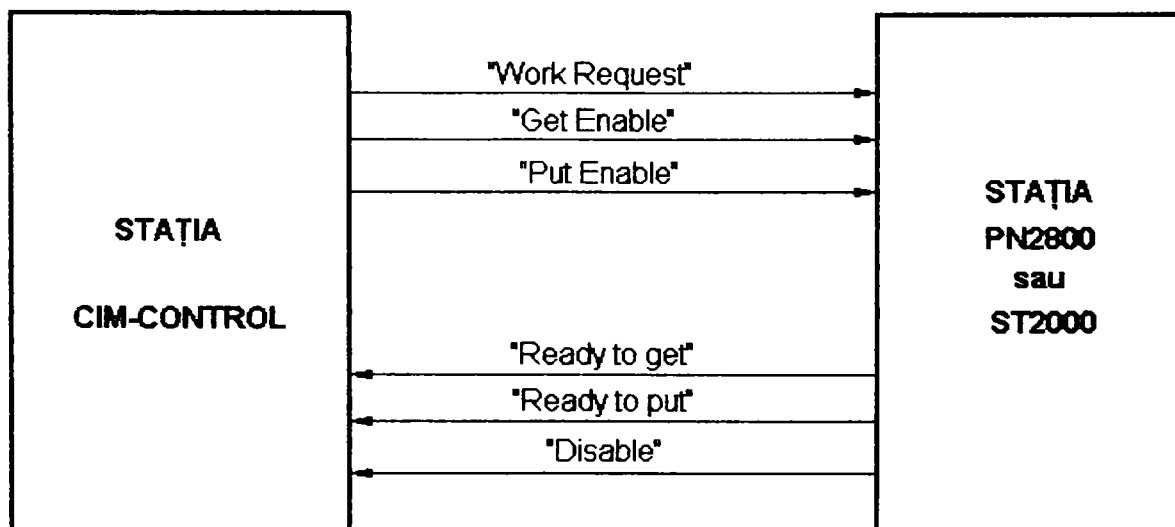 STAȚIA
CIM-CONTROL
"Work Request"
"Get Enable"
"Put Enable"
"Ready to get"
"Ready to put"
"Disable"
STAȚIA
PN2800
sau
ST2000